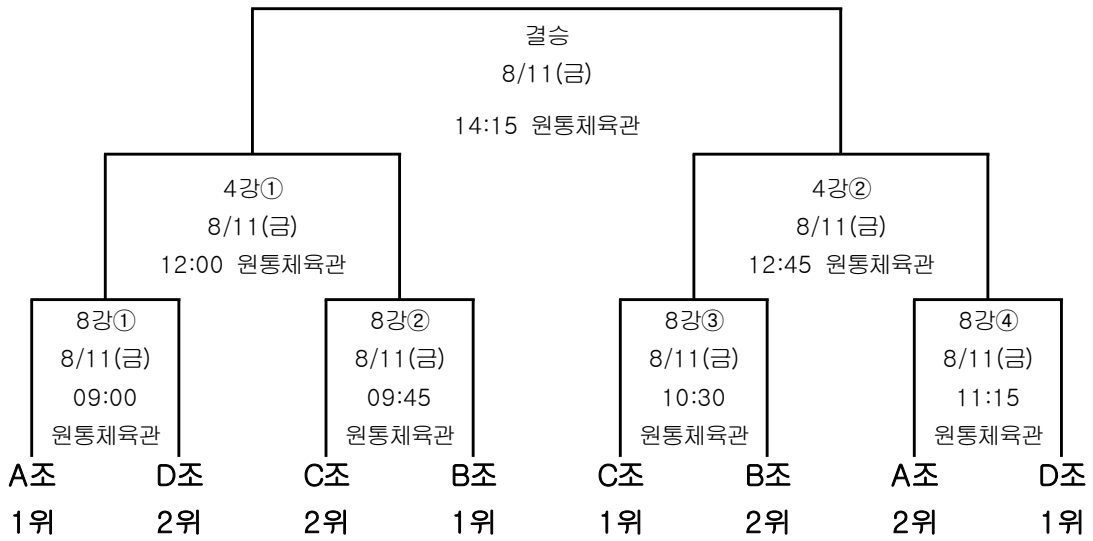 결승
8/11(금)
14:15 원통체육관
4강①
8/11(금)
12:00 원통체육관
4강②
8/11(금)
12:45 원통체육관
8강①
8/11(금)
09:00
원통체육관
8강②
8/11(금)
09:45
원통체육관
8강③
8/11(금)
10:30
원통체육관
8강④
8/11(금)
11:15
원통체육관
A조 D조 C조 B조 C조 B조 A조 D조
1위 2위 2위 1위 1위 2위 2위 1위